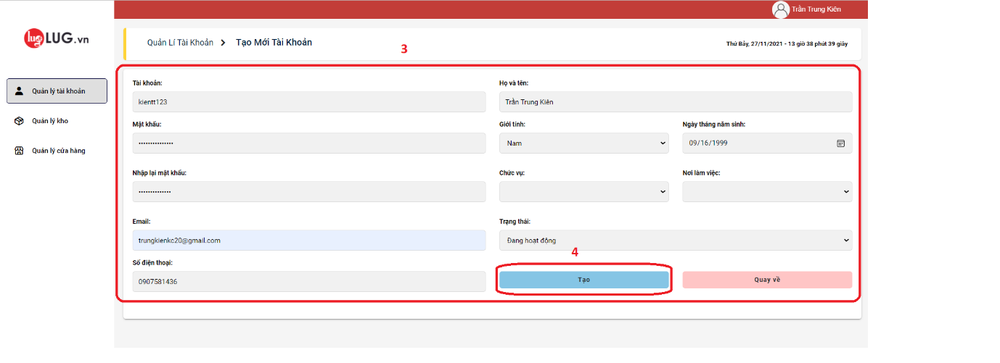 Trần Trung Kiên
lug LUG.vn
Quản Lí Tài Khoản > Tạo Mới Tài Khoản
Thứ Bảy, 27/11/2021 - 13 giờ 38 phút 39 giây
3
Quản lý tài khoản
Quản lý kho
Quản lý cửa hàng
Tài khoản:
kientt123
Họ và tên:
Trần Trung Kiên
Mật khẩu:
•••••••••••••••
Giới tính:
Nam
Ngày tháng năm sinh:
09/16/1999
Nhập lại mật khẩu:
••••••••••••••
Chức vụ:
Nơi làm việc:
Email:
trungkienkc20@gmail.com
Trạng thái:
Đang hoạt động
4
Số điện thoại:
0907581436
Tạo
Quay về